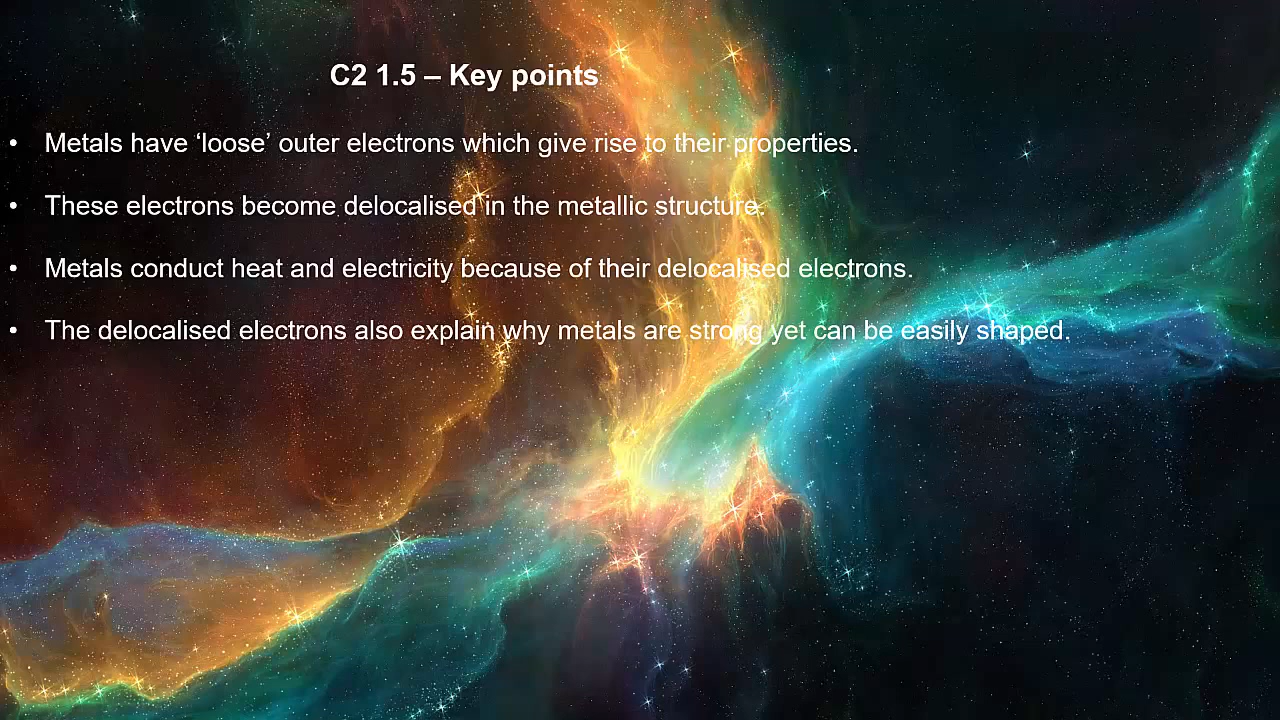 C2 1.5 – Key points
• Metals have ‘loose’ outer electrons which give rise to their properties.
• These electrons become delocalised in the metallic structure.
• Metals conduct heat and electricity because of their delocalised electrons.
• The delocalised electrons also explain why metals are strong yet can be easily shaped.